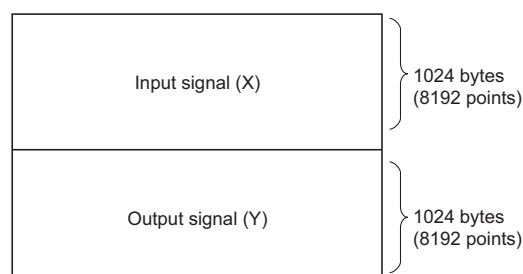 Input signal (X)
1024 bytes
(8192 points)
Output signal (Y)
1024 bytes
(8192 points)